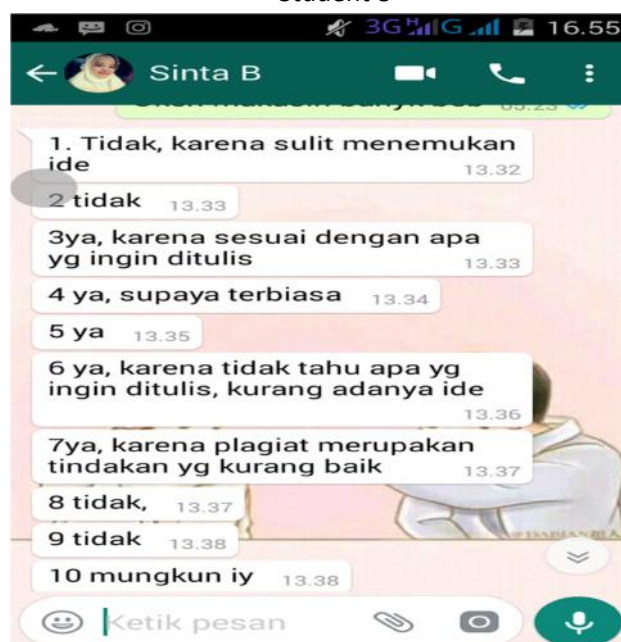 3G H G 16.55
Sinta B
05.23
1. Tidak, karena sulit menemukan
ide 13.32
2 tidak 13.33
3ya, karena sesuai dengan apa
yg ingin ditulis 13.33
4 ya, supaya terbiasa 13.34
5 ya 13.35
6 ya, karena tidak tahu apa yg
ingin ditulis, kurang adanya ide
13.36
7ya, karena plagiat merupakan
tindakan yg kurang baik 13.37
8 tidak, 13.37
9 tidak 13.38
10 mungkun iy 13.38
Ketik pesan